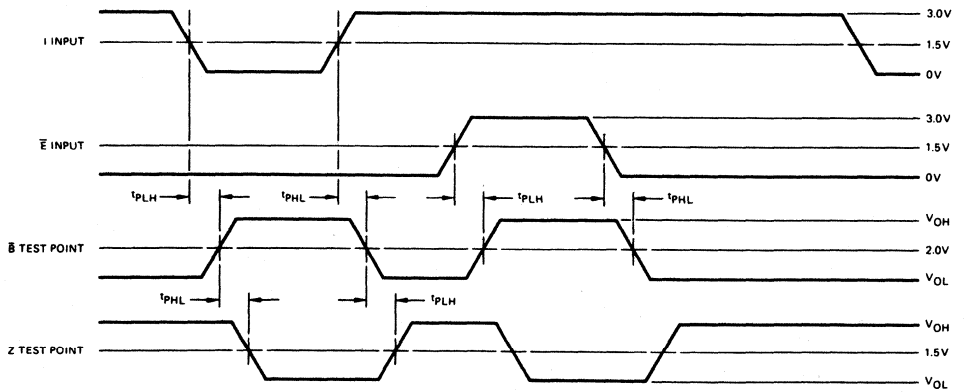 3.0V
I INPUT
1.5V
0V
3.0V
E̅ INPUT
1.5V
0V
tPLH
tPHL
tPLH
tPHL
VOH
B̅ TEST POINT
2.0V
VOL
tPHL
tPLH
VOH
Z TEST POINT
1.5V
VOL